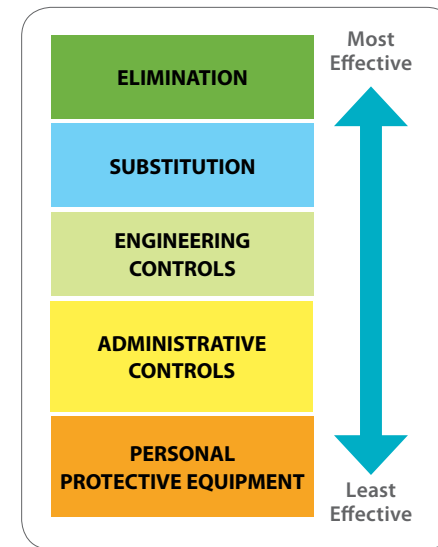 Most
Effective
ELIMINATION
SUBSTITUTION
ENGINEERING
CONTROLS
ADMINISTRATIVE
CONTROLS
PERSONAL
PROTECTIVE EQUIPMENT
Least
Effective